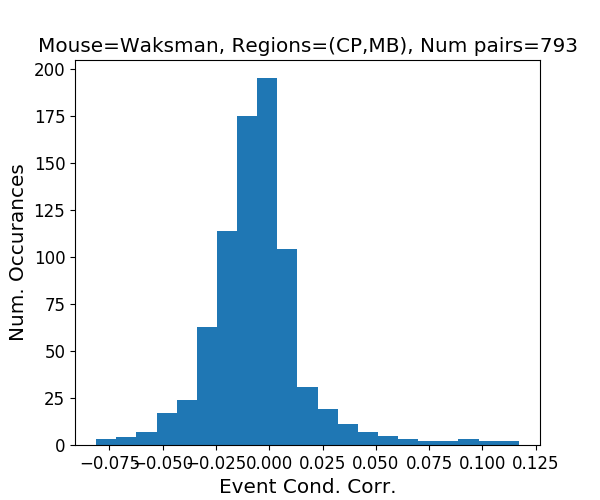 Mouse=Waksman, Regions=(CP,MB), Num pairs=793
200
175
150
125
100
75
50
25
0
Num. Occurances
−0.075 −0.050 −0.025 0.000 0.025 0.050 0.075 0.100 0.125
Event Cond. Corr.